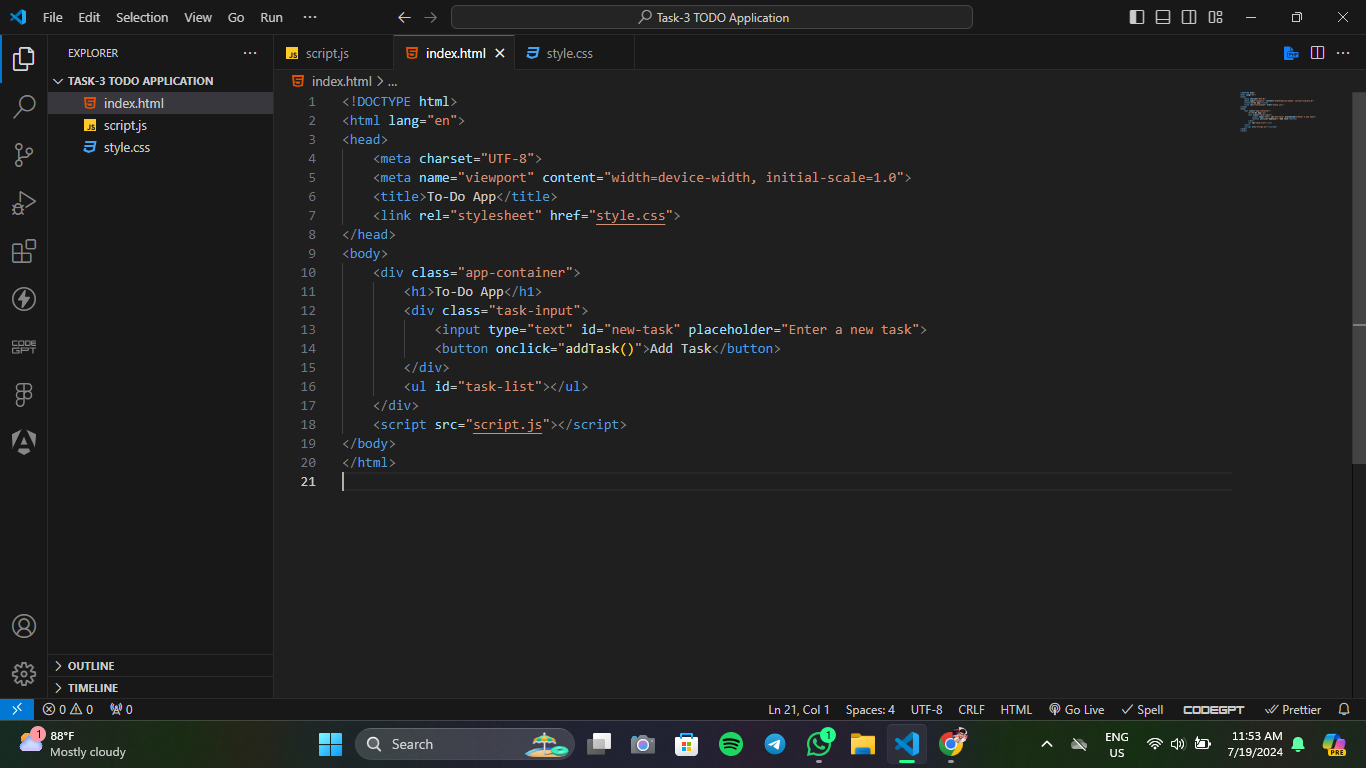 File Edit Selection View Go Run ··· Task-3 TODO Application
EXPLORER ···
TASK-3 TODO APPLICATION
index.html
JS script.js
style.css
OUTLINE
TIMELINE
JS script.js index.html style.css PHP ···
index.html > ...
1 <!DOCTYPE html>
2 <html lang="en">
3 <head>
4 <meta charset="UTF-8">
5 <meta name="viewport" content="width=device-width, initial-scale=1.0">
6 <title>To-Do App</title>
7 <link rel="stylesheet" href="style.css">
8 </head>
9 <body>
10 <div class="app-container">
11 <h1>To-Do App</h1>
12 <div class="task-input">
13 <input type="text" id="new-task" placeholder="Enter a new task">
14 <button onclick="addTask()">Add Task</button>
15 </div>
16 <ul id="task-list"></ul>
17 </div>
18 <script src="script.js"></script>
19 </body>
20 </html>
21
CODE
GPT
0 0 0 Ln 21, Col 1 Spaces: 4 UTF-8 CRLF HTML Go Live Spell CODEGPT Prettier
1 88°F
Mostly cloudy
Search
1
ENG
US
11:53 AM
7/19/2024
PRE